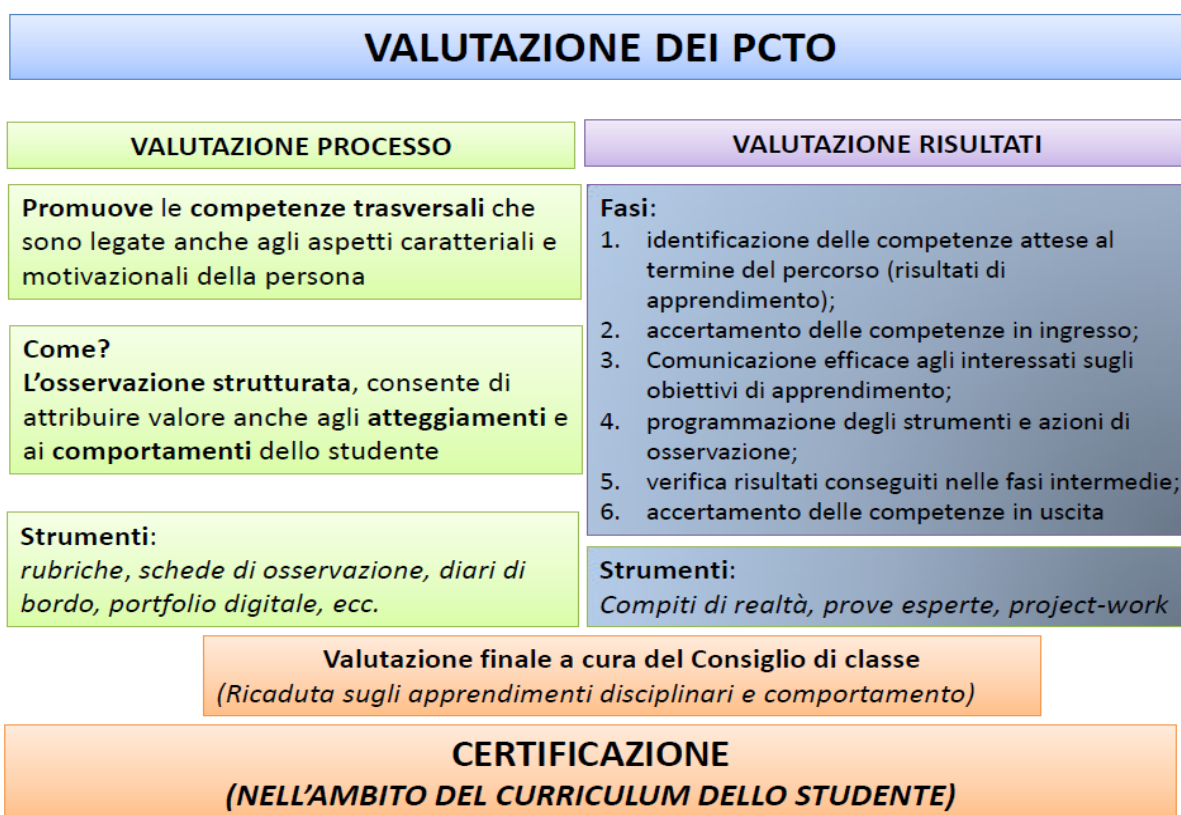 VALUTAZIONE DEI PCTO
VALUTAZIONE PROCESSO
Promuove le competenze trasversali che
sono legate anche agli aspetti caratteriali e
motivazionali della persona
Come?
L'osservazione strutturata, consente di
attribuire valore anche agli atteggiamenti e
ai comportamenti dello studente
Strumenti:
rubriche, schede di osservazione, diari di
bordo, portfolio digitale, ecc.
VALUTAZIONE RISULTATI
Fasi:
1. identificazione delle competenze attese al
termine del percorso (risultati di
apprendimento);
2. accertamento delle competenze in ingresso;
3. Comunicazione efficace agli interessati sugli
obiettivi di apprendimento;
4. programmazione degli strumenti e azioni di
osservazione;
5. verifica risultati conseguiti nelle fasi intermedie;
6. accertamento delle competenze in uscita
Strumenti:
Compiti di realtà, prove esperte, project-work
Valutazione finale a cura del Consiglio di classe
(Ricaduta sugli apprendimenti disciplinari e comportamento)
CERTIFICAZIONE
(NELL'AMBITO DEL CURRICULUM DELLO STUDENTE)